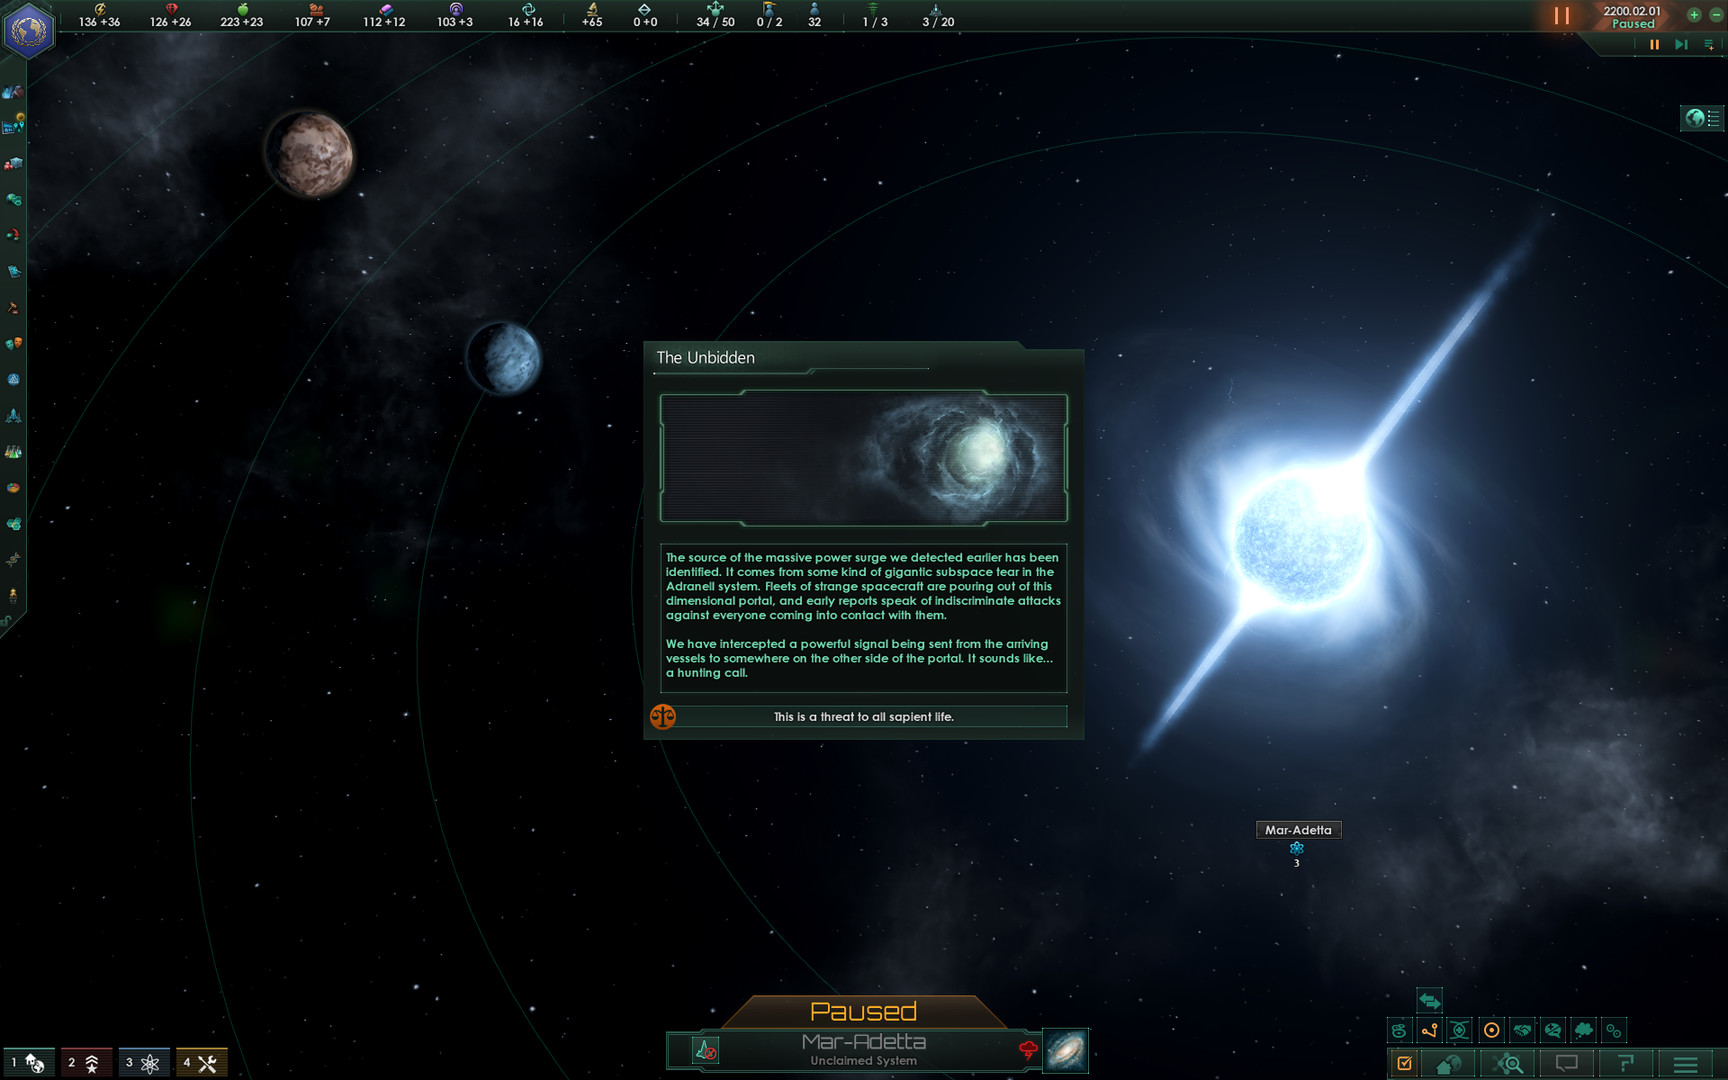 136 +36 126 +26 223 +23 107 +7 112 +12 103 +3 16 +16 +65 0 +0 34 / 50 0 / 2 32 1 / 3 3 / 20
2200.02.01
Paused
The Unbidden
The source of the massive power surge we detected earlier has been
identified. It comes from some kind of gigantic subspace tear in the
Adranell system. Fleets of strange spacecraft are pouring out of this
dimensional portal, and early reports speak of indiscriminate attacks
against everyone coming into contact with them.
We have intercepted a powerful signal being sent from the arriving
vessels to somewhere on the other side of the portal. It sounds like...
a hunting call.
This is a threat to all sapient life.
Mar-Adetta
3
Paused
Mar-Adetta
Unclaimed System
1 2 3 4